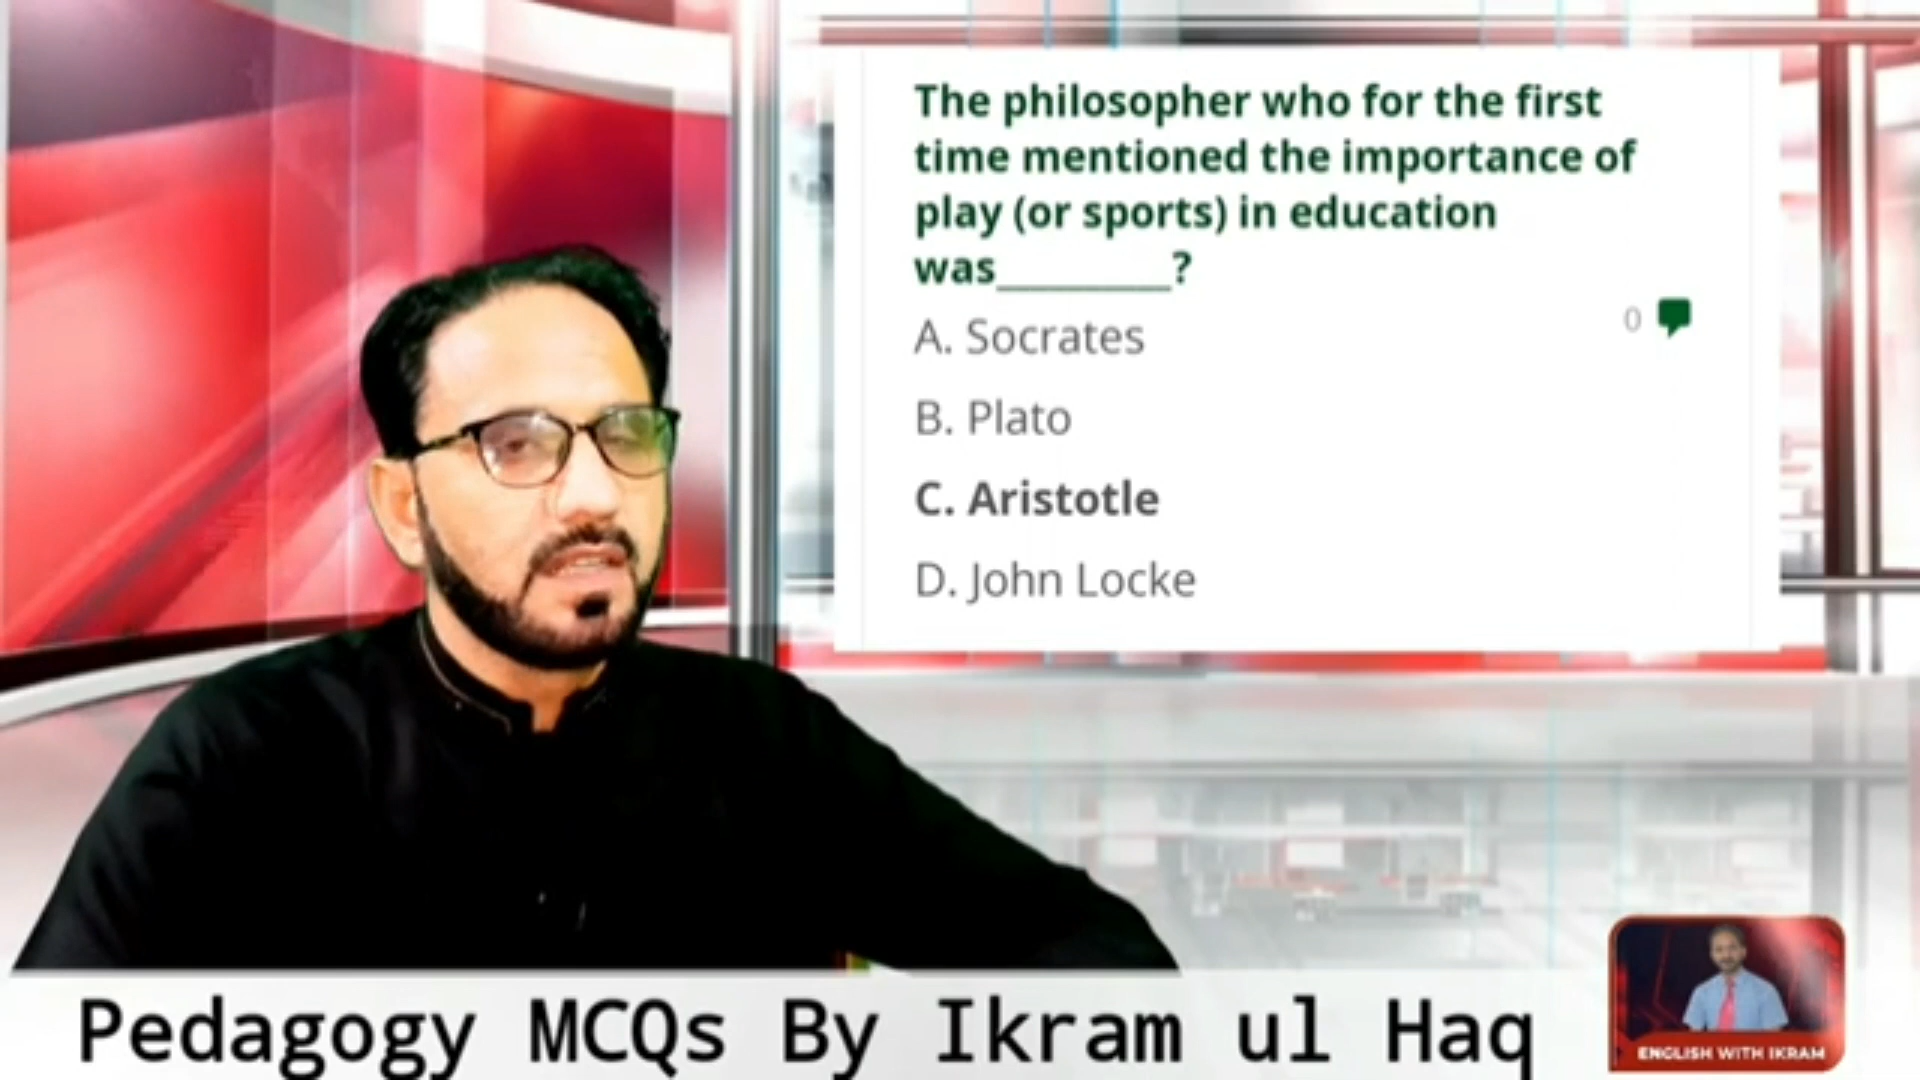 The philosopher who for the first
time mentioned the importance of
play (or sports) in education
was_________?
0
A. Socrates
B. Plato
C. Aristotle
D. John Locke
Pedagogy MCQs By Ikram ul Haq
ENGLISH WITH IKRAM